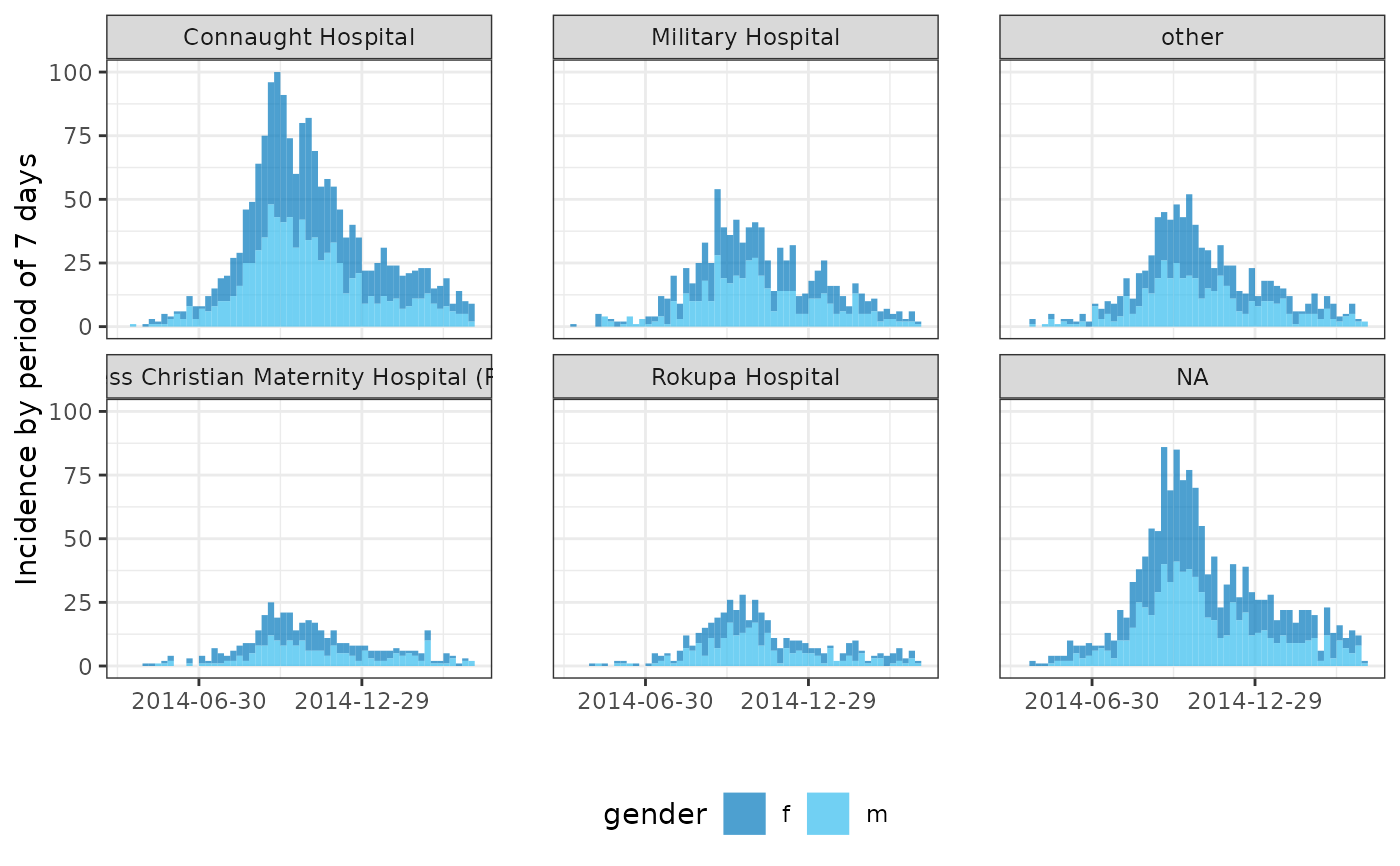 Connaught Hospital
Military Hospital
other
100
75
50
25
0
ss Christian Maternity Hospital (
Rokupa Hospital
NA
100
75
50
25
0
2014-06-30 2014-12-29
2014-06-30 2014-12-29
2014-06-30 2014-12-29
Incidence by period of 7 days
gender f m